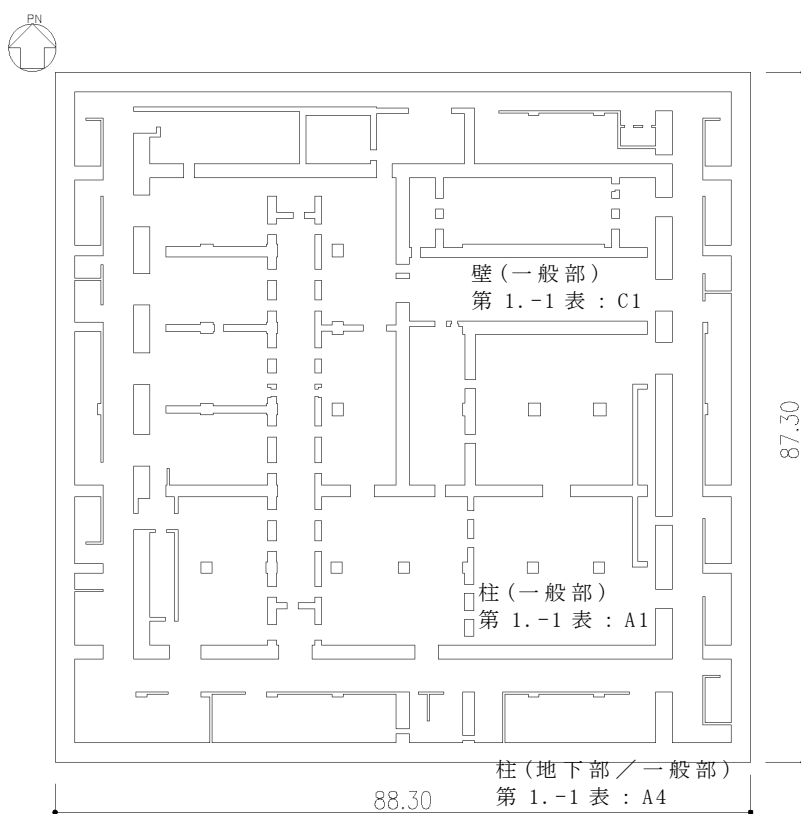 PN
壁(一般部)
第 1.-1 表 : C1
87.30
柱(一般部)
第 1.-1 表 : A1
柱(地下部／一般部)
第 1.-1 表 : A4
88.30